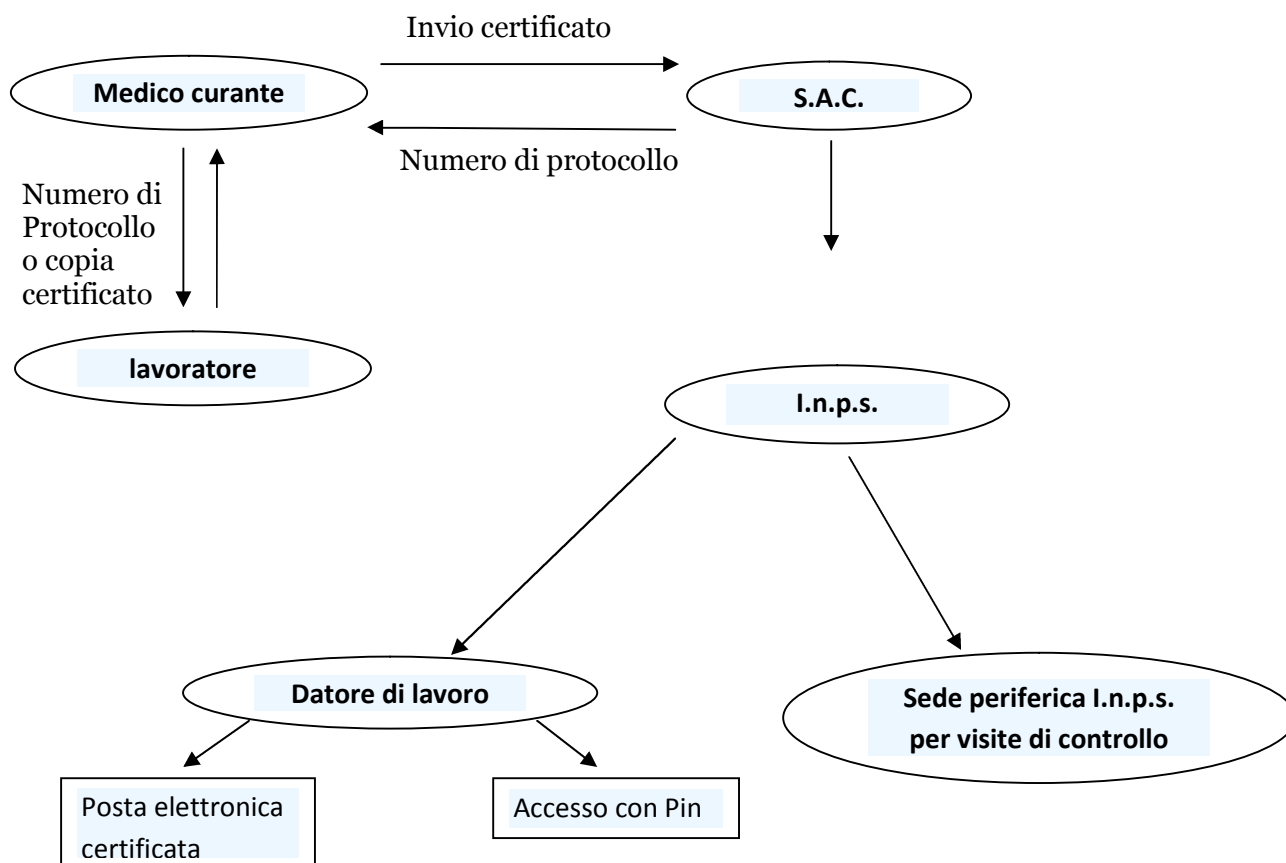 Invio certificato
Medico curante
S.A.C.
Numero di protocollo
Numero di
Protocollo
o copia
certificato
lavoratore
I.n.p.s.
Datore di lavoro
Sede periferica I.n.p.s.
per visite di controllo
Posta elettronica
certificata
Accesso con Pin